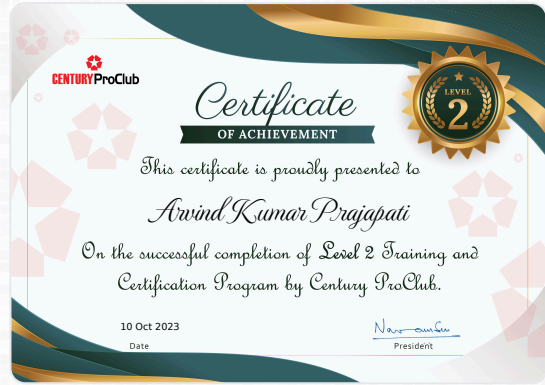 CENTURY ProClub
Certificate
OF ACHIEVEMENT
LEVEL
2
This certificate is proudly presented to
Arvind Kumar Prajapati
On the successful completion of Level 2 Training and
Certification Program by Century ProClub.
10 Oct 2023
Date
President